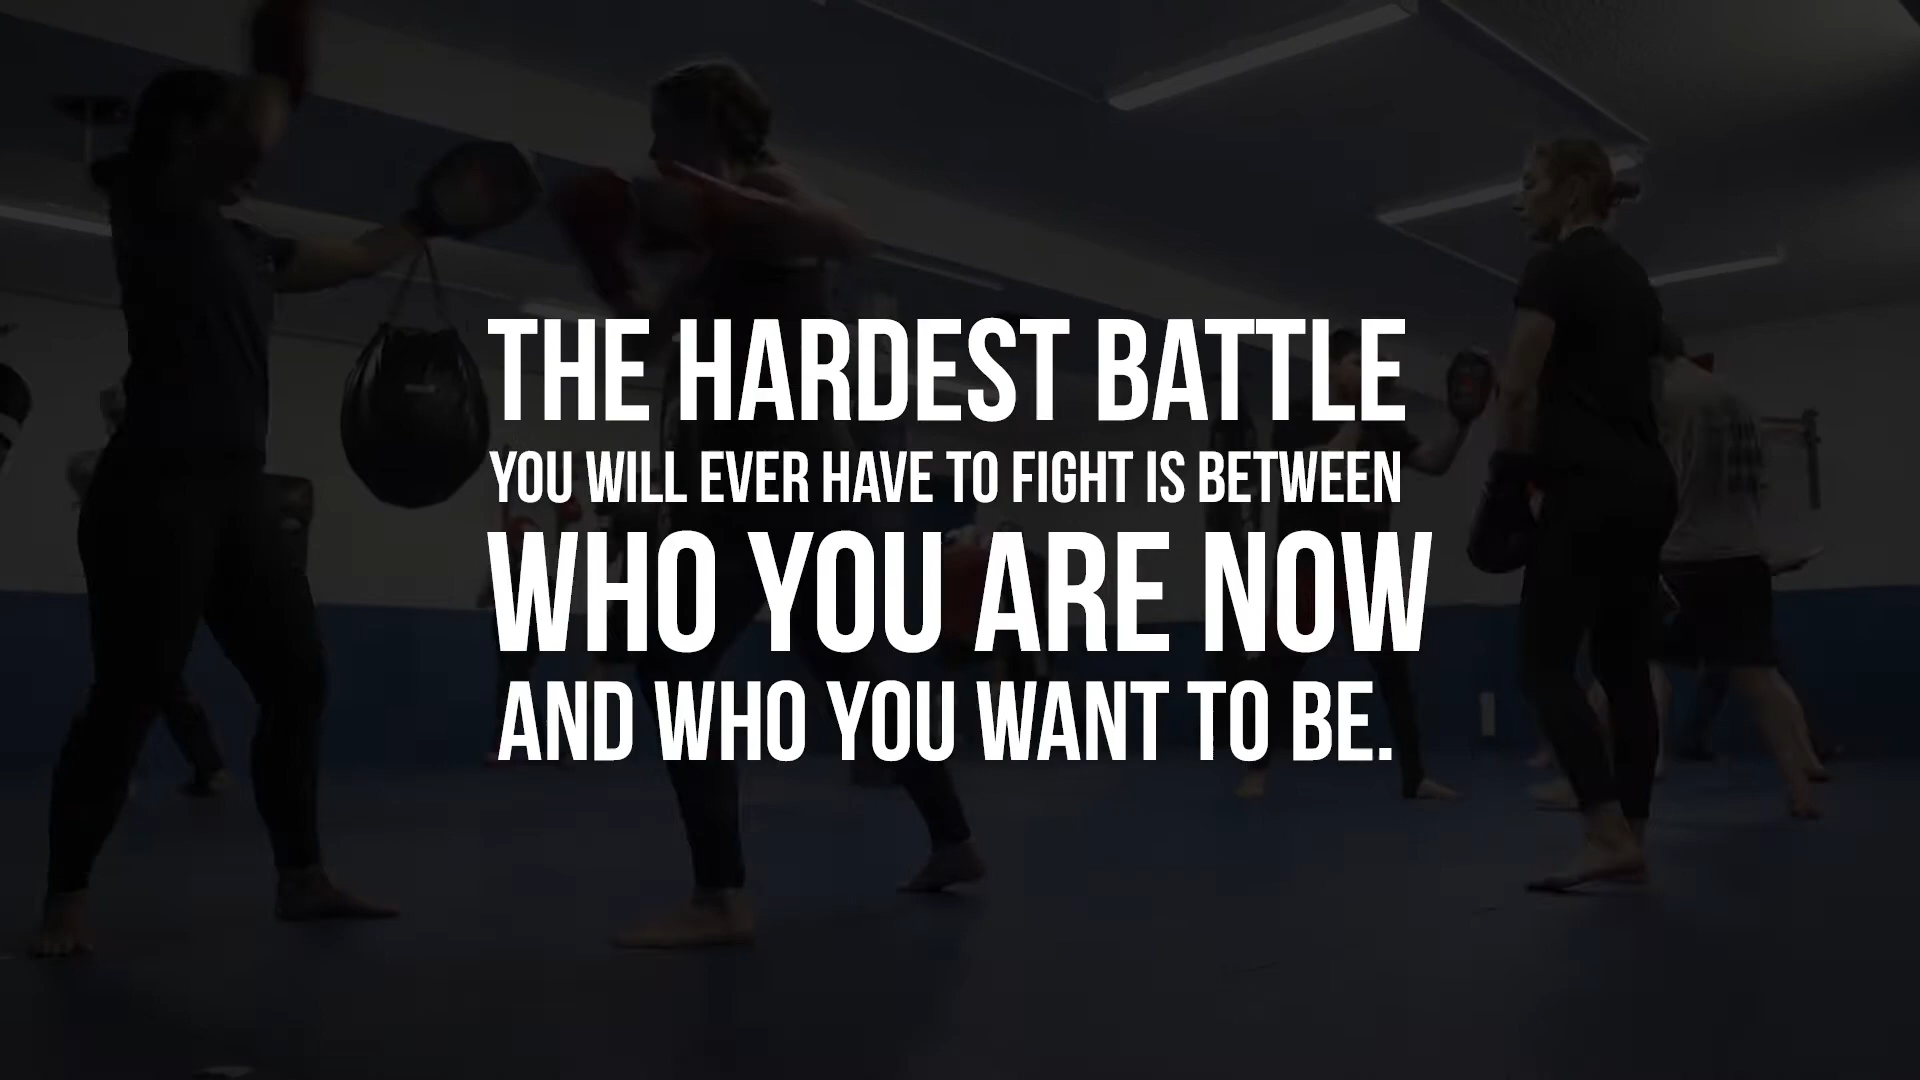 THE HARDEST BATTLE
YOU WILL EVER HAVE TO FIGHT IS BETWEEN
WHO YOU ARE NOW
AND WHO YOU WANT TO BE.